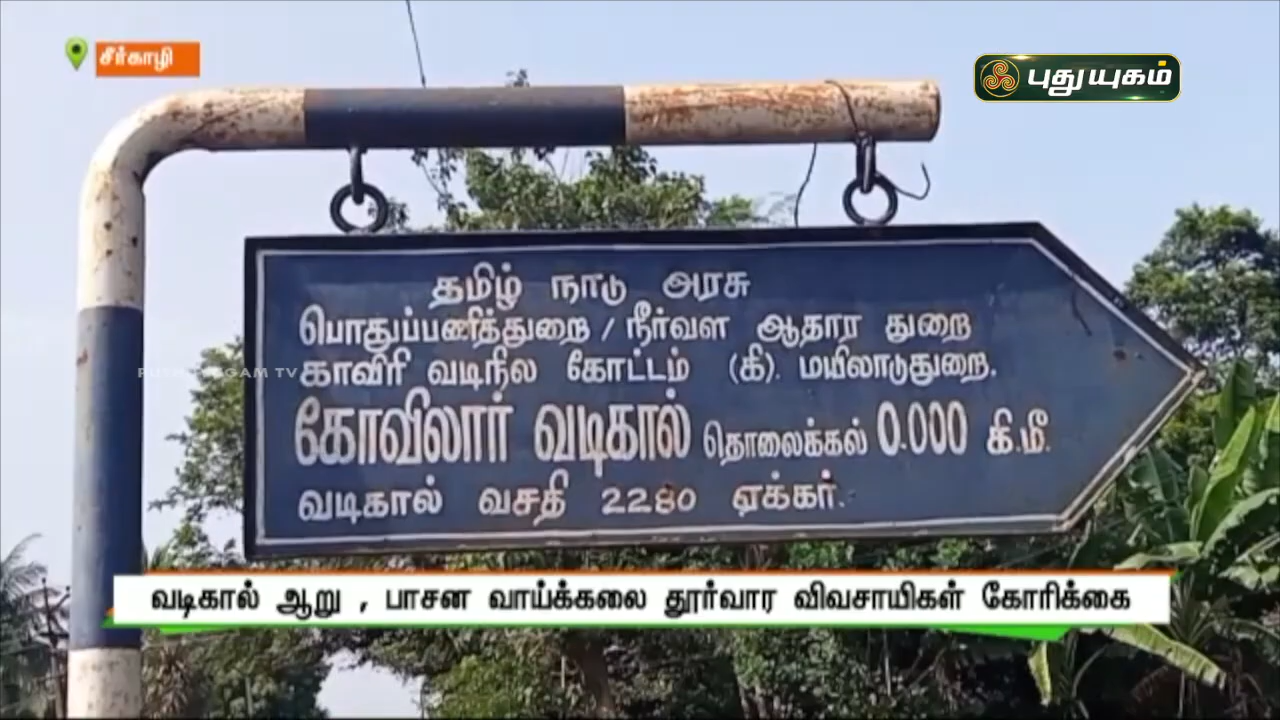 சீர்காழி
புதுயுகம்
தமிழ் நாடு அரசு
பொதுப்பணித்துறை / நீர்வள ஆதார துறை
காவிரி வடிநில கோட்டம் (கி). மயிலாடுதுறை.
கோவிலார் வடிகால் தொலைக்கல் 0.000 கி.மீ.
வடிகால் வசதி 2280 ஏக்கர்.
வடிகால் ஆறு , பாசன வாய்க்கலை தூர்வார விவசாயிகள் கோரிக்கை